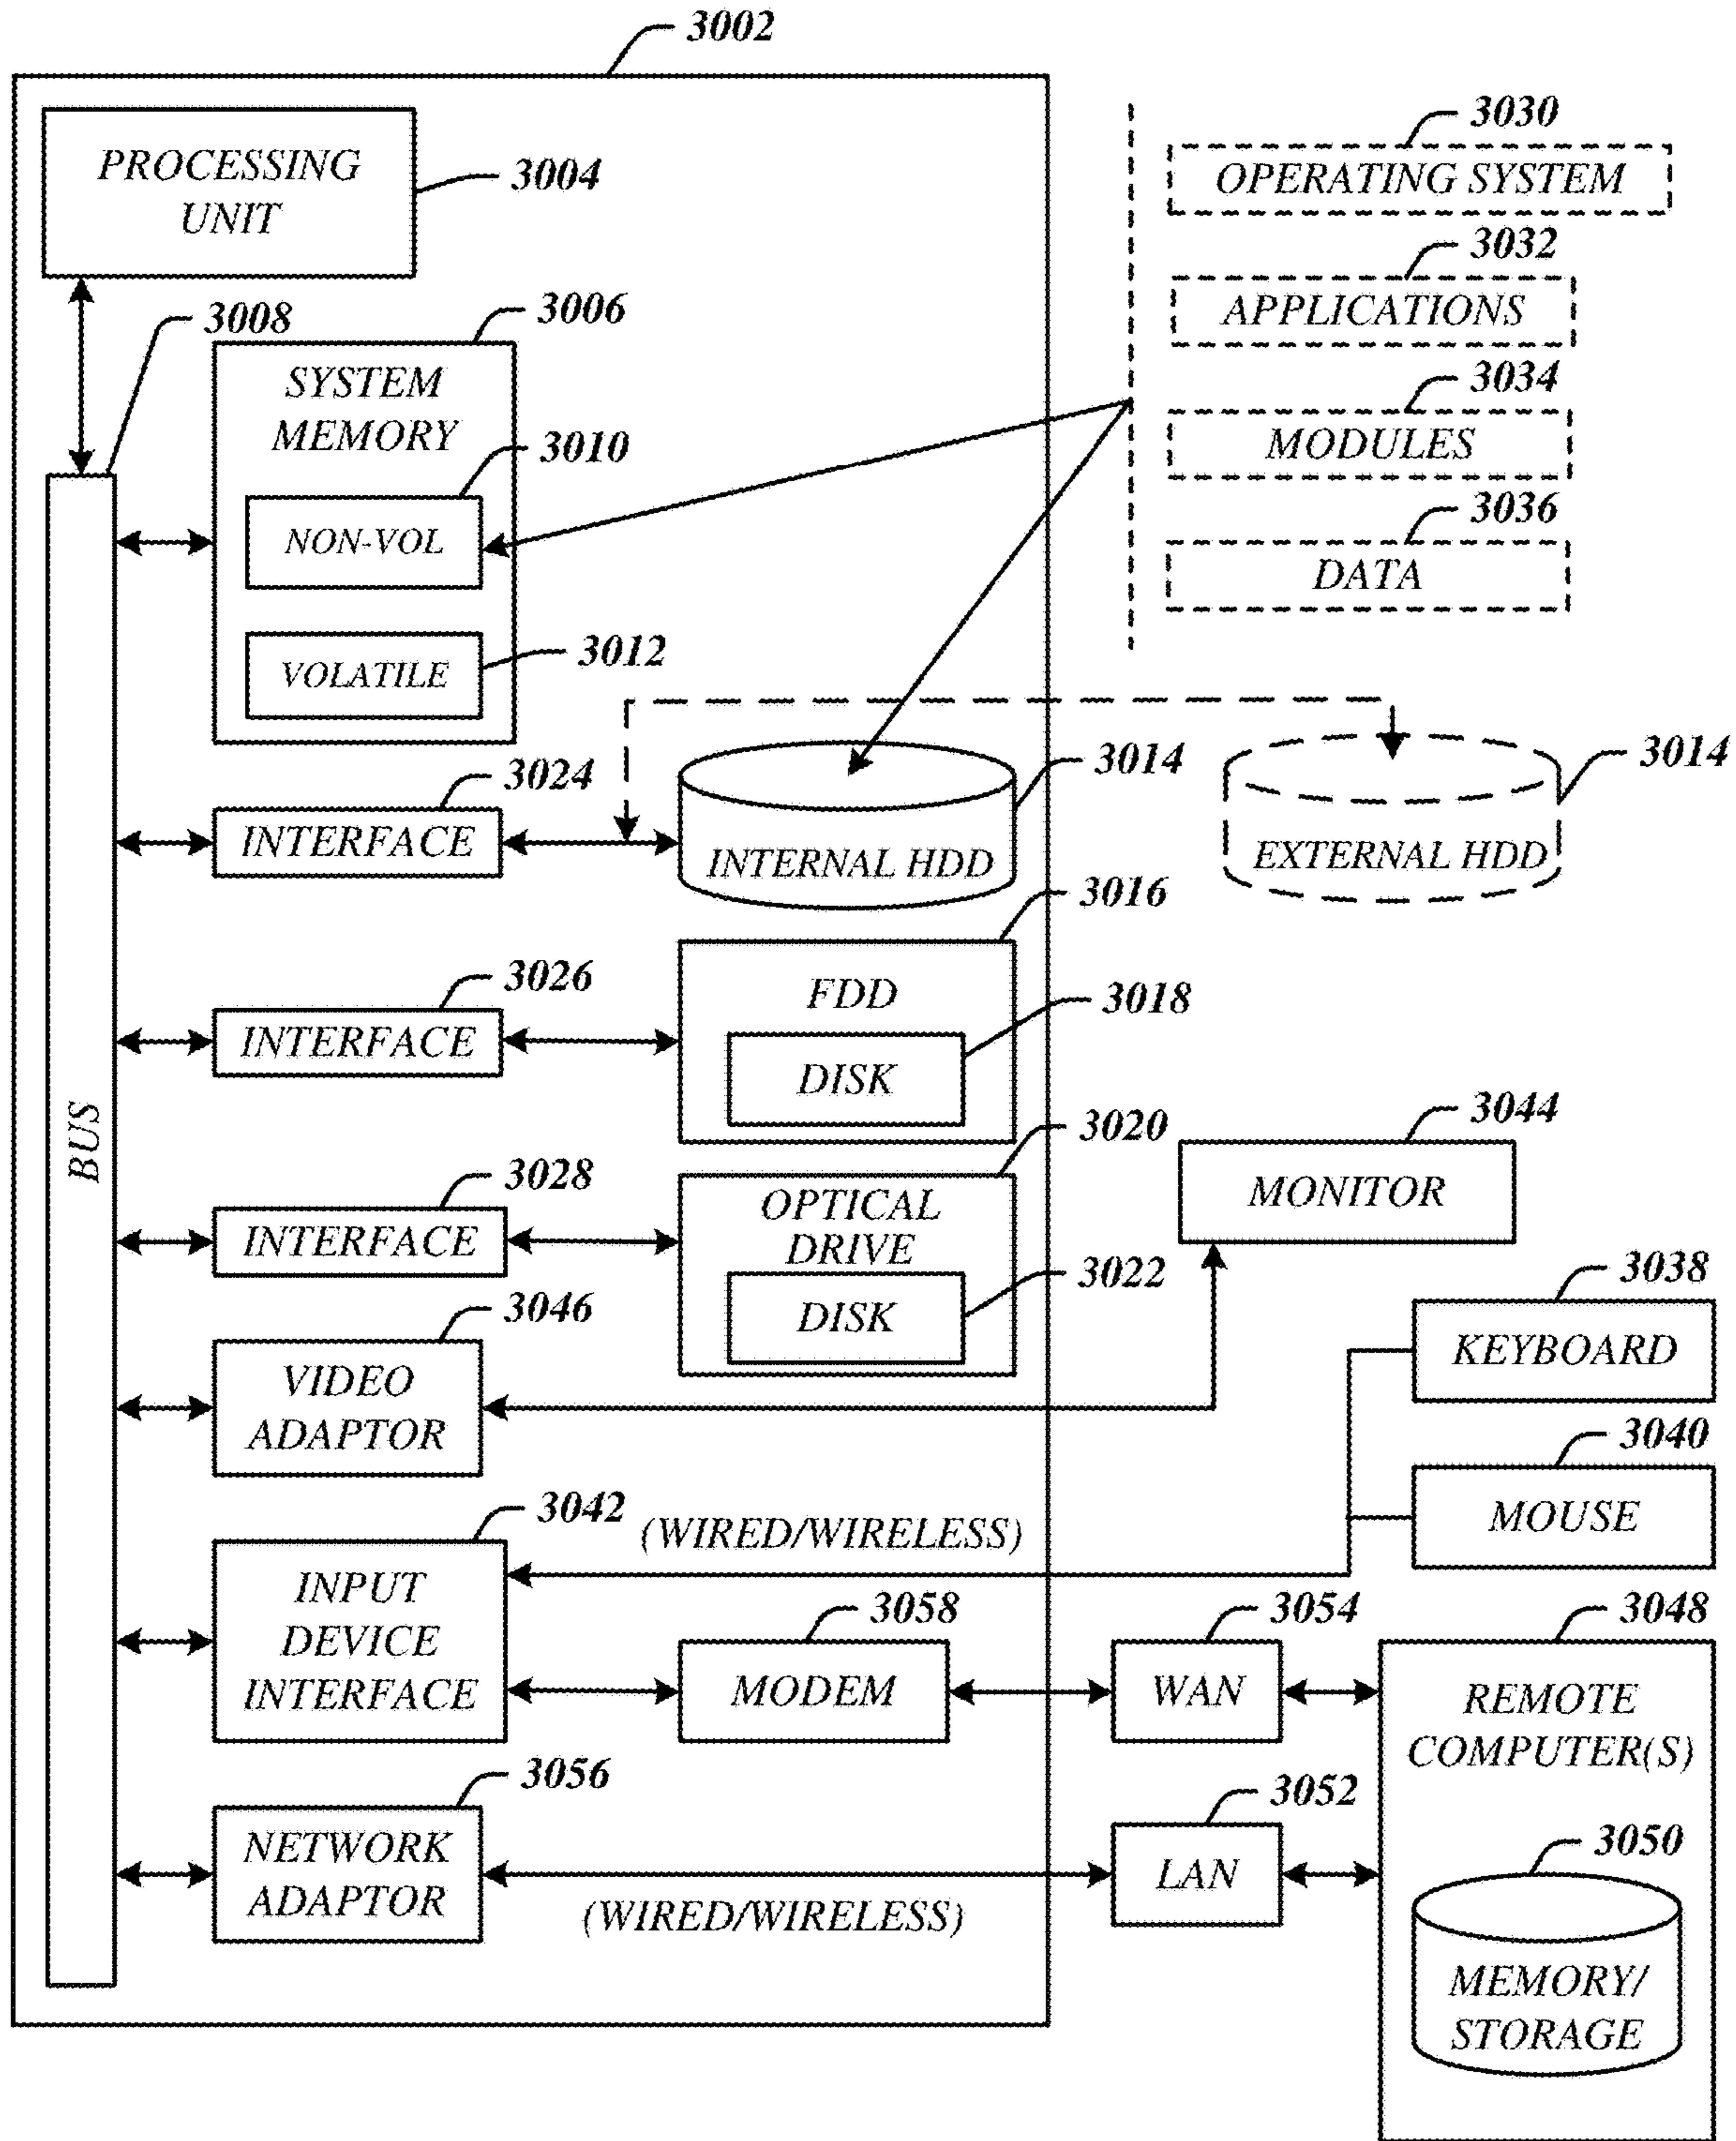 3002
PROCESSING
UNIT
3004
3030
OPERATING SYSTEM
3032
APPLICATIONS
3034
MODULES
3036
DATA
3008
3006
SYSTEM
MEMORY
3010
NON-VOL
3012
VOLATILE
3024
INTERFACE
3014
INTERNAL HDD
3014
EXTERNAL HDD
3016
FDD
3018
DISK
3026
INTERFACE
BUS
3020
OPTICAL
DRIVE
3022
DISK
3028
INTERFACE
3044
MONITOR
3046
VIDEO
ADAPTOR
3038
KEYBOARD
3040
MOUSE
3042
INPUT
DEVICE
INTERFACE
(WIRED/WIRELESS)
3058
MODEM
3054
WAN
3048
REMOTE
COMPUTER(S)
3056
NETWORK
ADAPTOR
(WIRED/WIRELESS)
3052
LAN
3050
MEMORY/
STORAGE